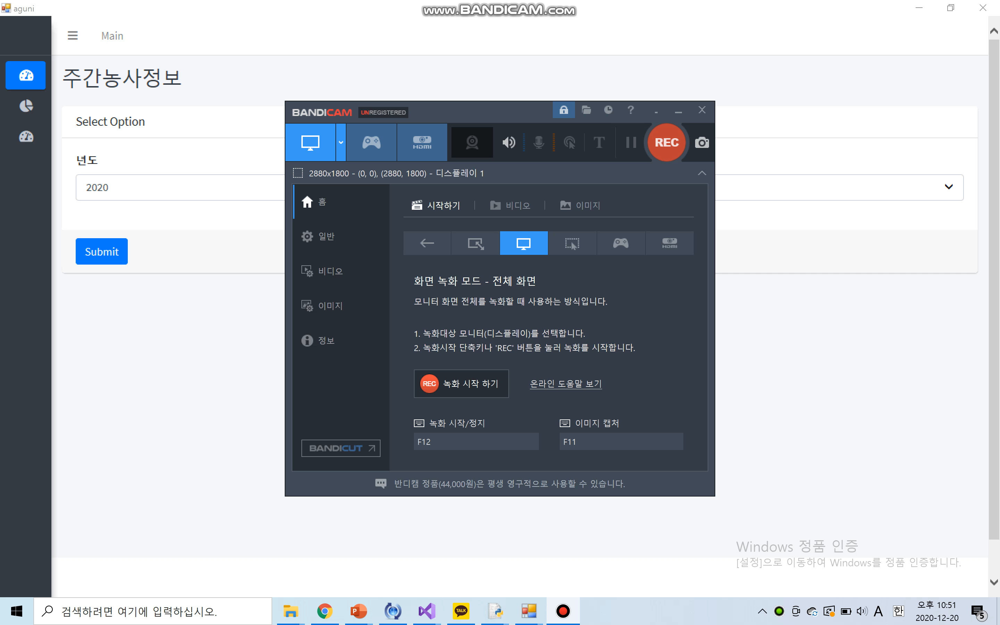 aguni
www.BANDICAM.com
Main
주간농사정보
Select Option
년도
2020
Submit
BANDICAM UNREGISTERED
HDMI
T
REC
2880x1800 - (0, 0), (2880, 1800) - 디스플레이 1
홈
일반
비디오
이미지
정보
BANDICUT
시작하기
비디오
이미지
HDMI
화면 녹화 모드 - 전체 화면
모니터 화면 전체를 녹화할 때 사용하는 방식입니다.
1. 녹화대상 모니터(디스플레이)를 선택합니다.
2. 녹화시작 단축키나 'REC' 버튼을 눌러 녹화를 시작합니다.
REC 녹화 시작 하기
온라인 도움말 보기
녹화 시작/정지
이미지 캡처
F12
F11
반디캠 정품(44,000원)은 평생 영구적으로 사용할 수 있습니다.
Windows 정품 인증
[설정]으로 이동하여 Windows를 정품 인증합니다.
검색하려면 여기에 입력하십시오.
P
TALK
A
한
오후 10:51
2020-12-20
5